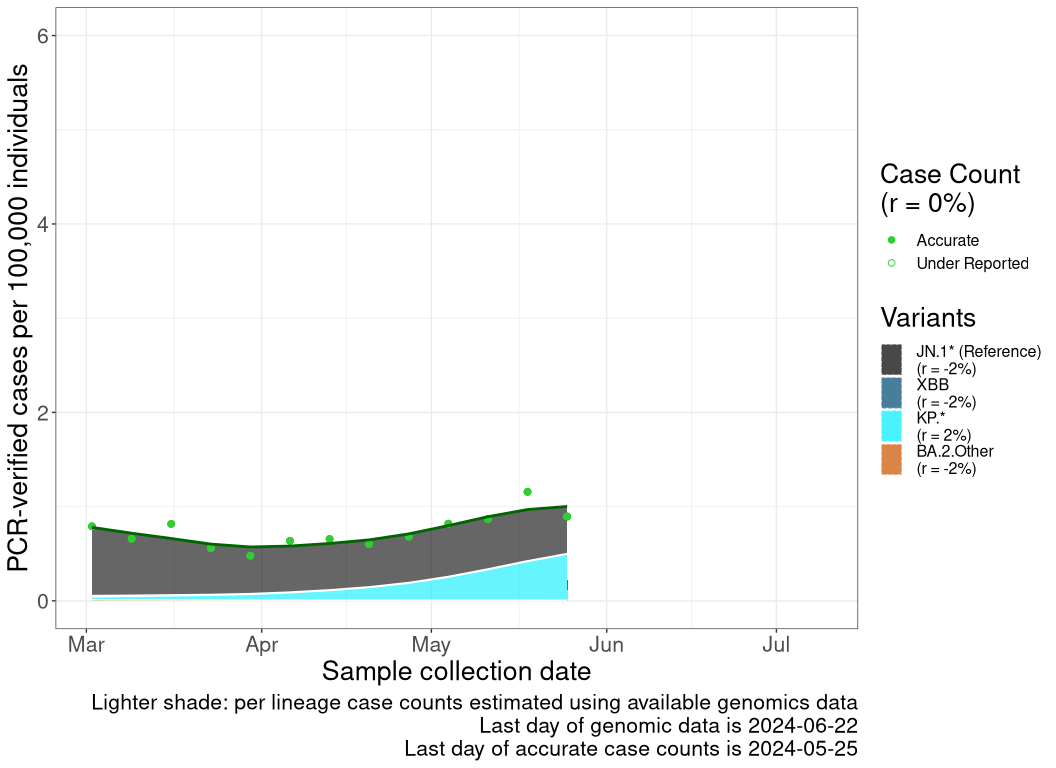 PCR-verified cases per 100,000 individuals
6
4
2
0
Mar Apr May Jun Jul
Sample collection date
Lighter shade: per lineage case counts estimated using available genomics data
Last day of genomic data is 2024-06-22
Last day of accurate case counts is 2024-05-25
Case Count
(r = 0%)
Accurate
Under Reported
Variants
JN.1* (Reference)
(r = -2%)
XBB
(r = -2%)
KP.*
(r = 2%)
BA.2.Other
(r = -2%)